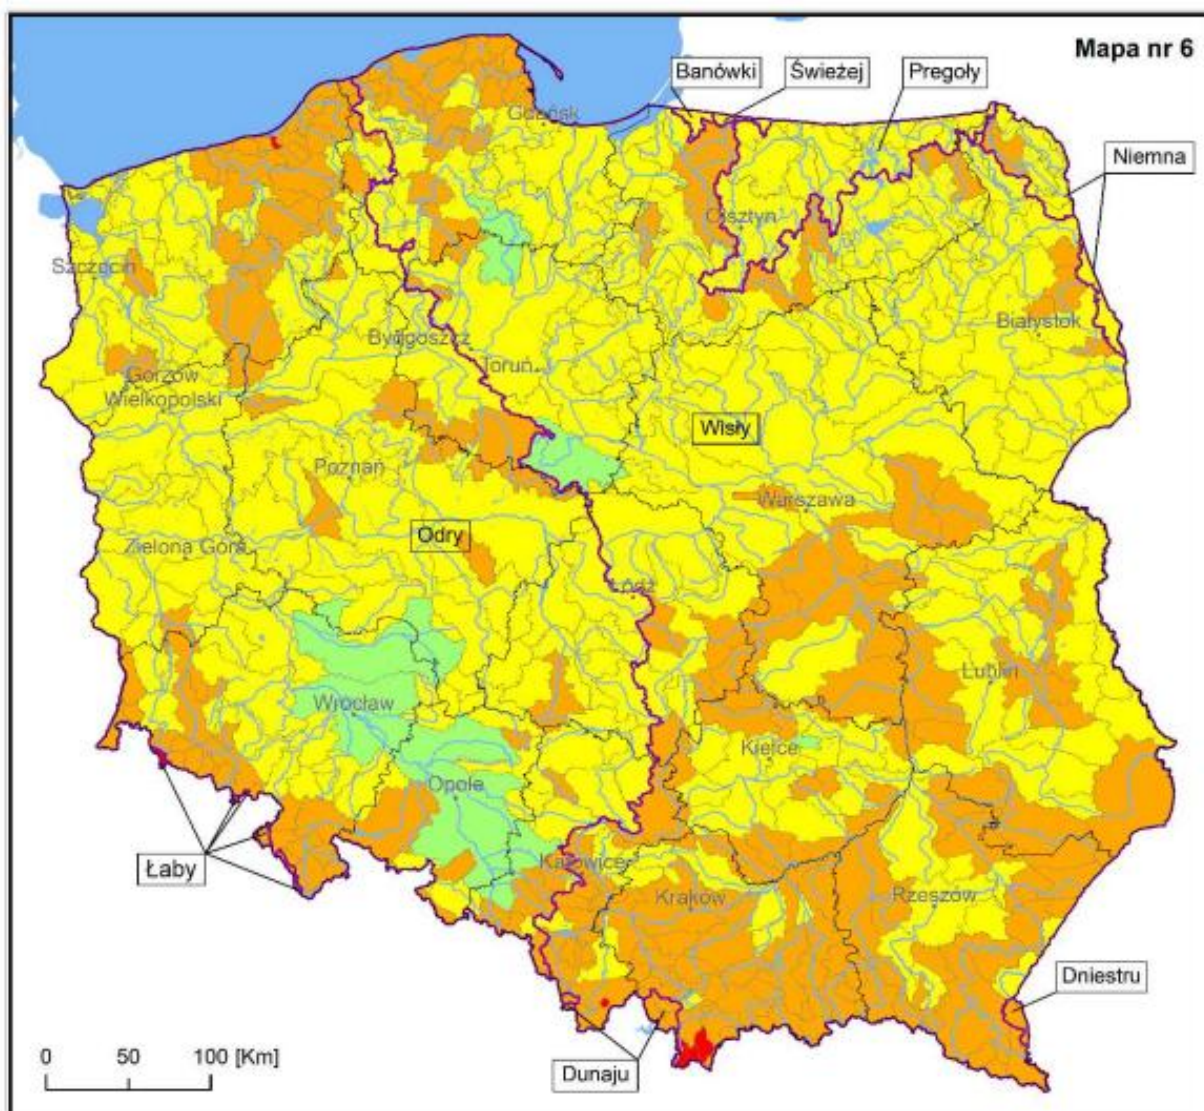 Mapa nr 6
Banówki
Świeżej
Pregoły
Gdańsk
Niemna
Olsztyn
Szczecin
Białystok
Bydgoszcz
Toruń
Gorzów
Wielkopolski
Wisły
Poznań
Warszawa
Odry
Zielona Góra
Łódź
Lublin
Wrocław
Kielce
Opole
Łaby
Katowice
Kraków
Rzeszów
Dniestru
0 50 100 [Km]
Dunaju